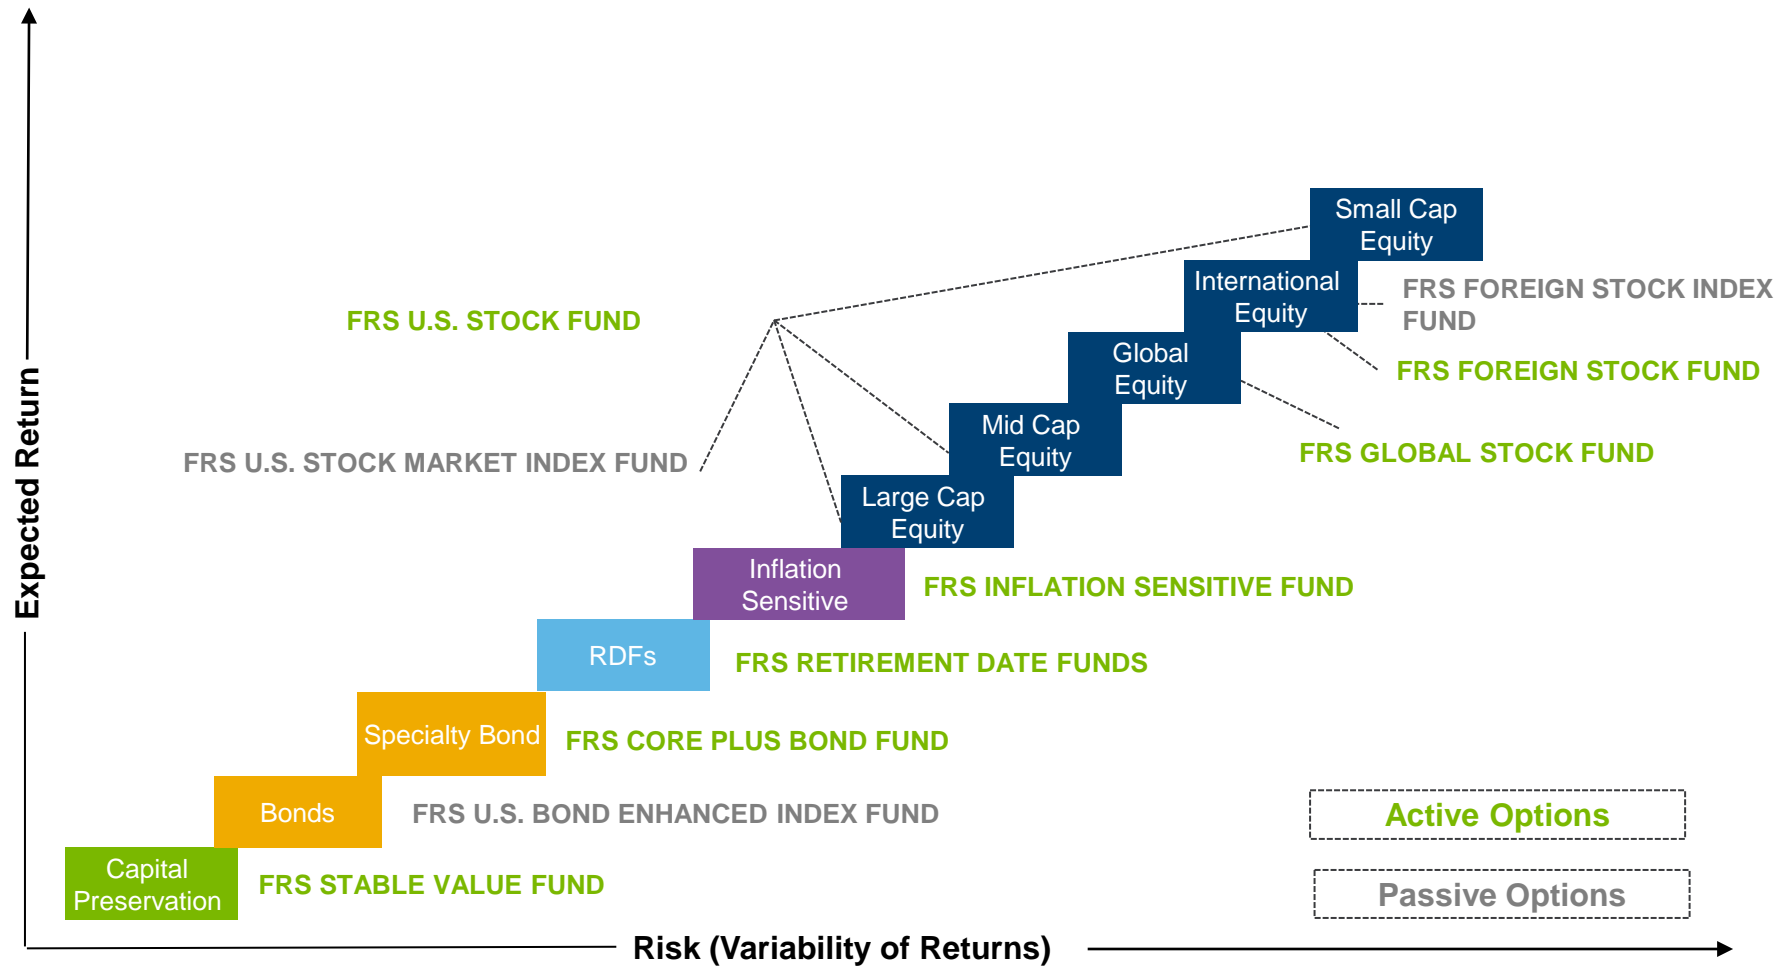 Small Cap
Equity
International
Equity
FRS FOREIGN STOCK INDEX
FUND
FRS U.S. STOCK FUND
Global
Equity
FRS FOREIGN STOCK FUND
Mid Cap
Equity
FRS GLOBAL STOCK FUND
FRS U.S. STOCK MARKET INDEX FUND
Large Cap
Equity
Expected Return
Inflation
Sensitive
FRS INFLATION SENSITIVE FUND
RDFs
FRS RETIREMENT DATE FUNDS
Specialty Bond
FRS CORE PLUS BOND FUND
Bonds
FRS U.S. BOND ENHANCED INDEX FUND
Active Options
Capital
Preservation
FRS STABLE VALUE FUND
Passive Options
Risk (Variability of Returns)